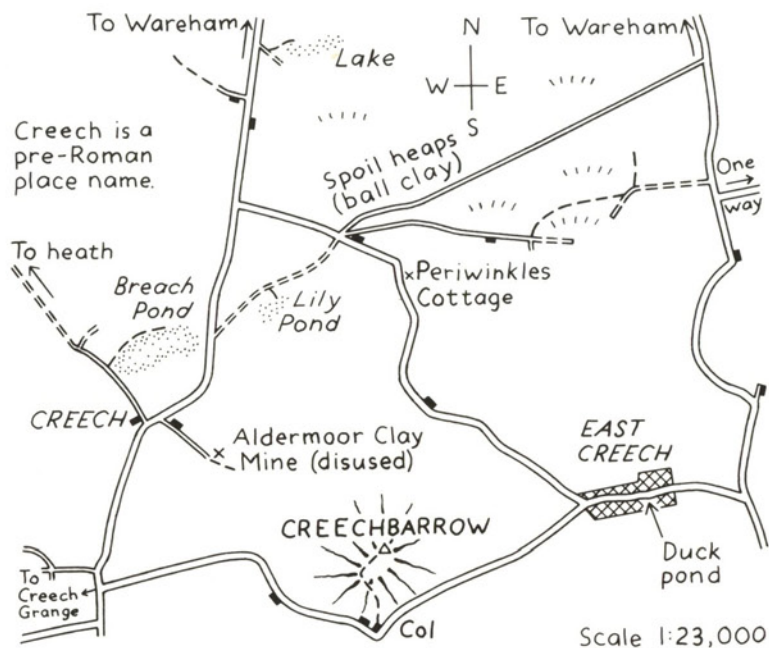 To Wareham
N
To Wareham
Lake
W
E
S
Creech is a
pre-Roman
place name.
Spoil heaps
(ball clay)
One
way
To heath
Breach
Pond
Lily
Pond
Periwinkles
Cottage
CREECH
Aldermoor Clay
Mine (disused)
EAST
CREECH
CREECHBARROW
Duck
pond
To
Creech
Grange
Col
Scale 1:23,000